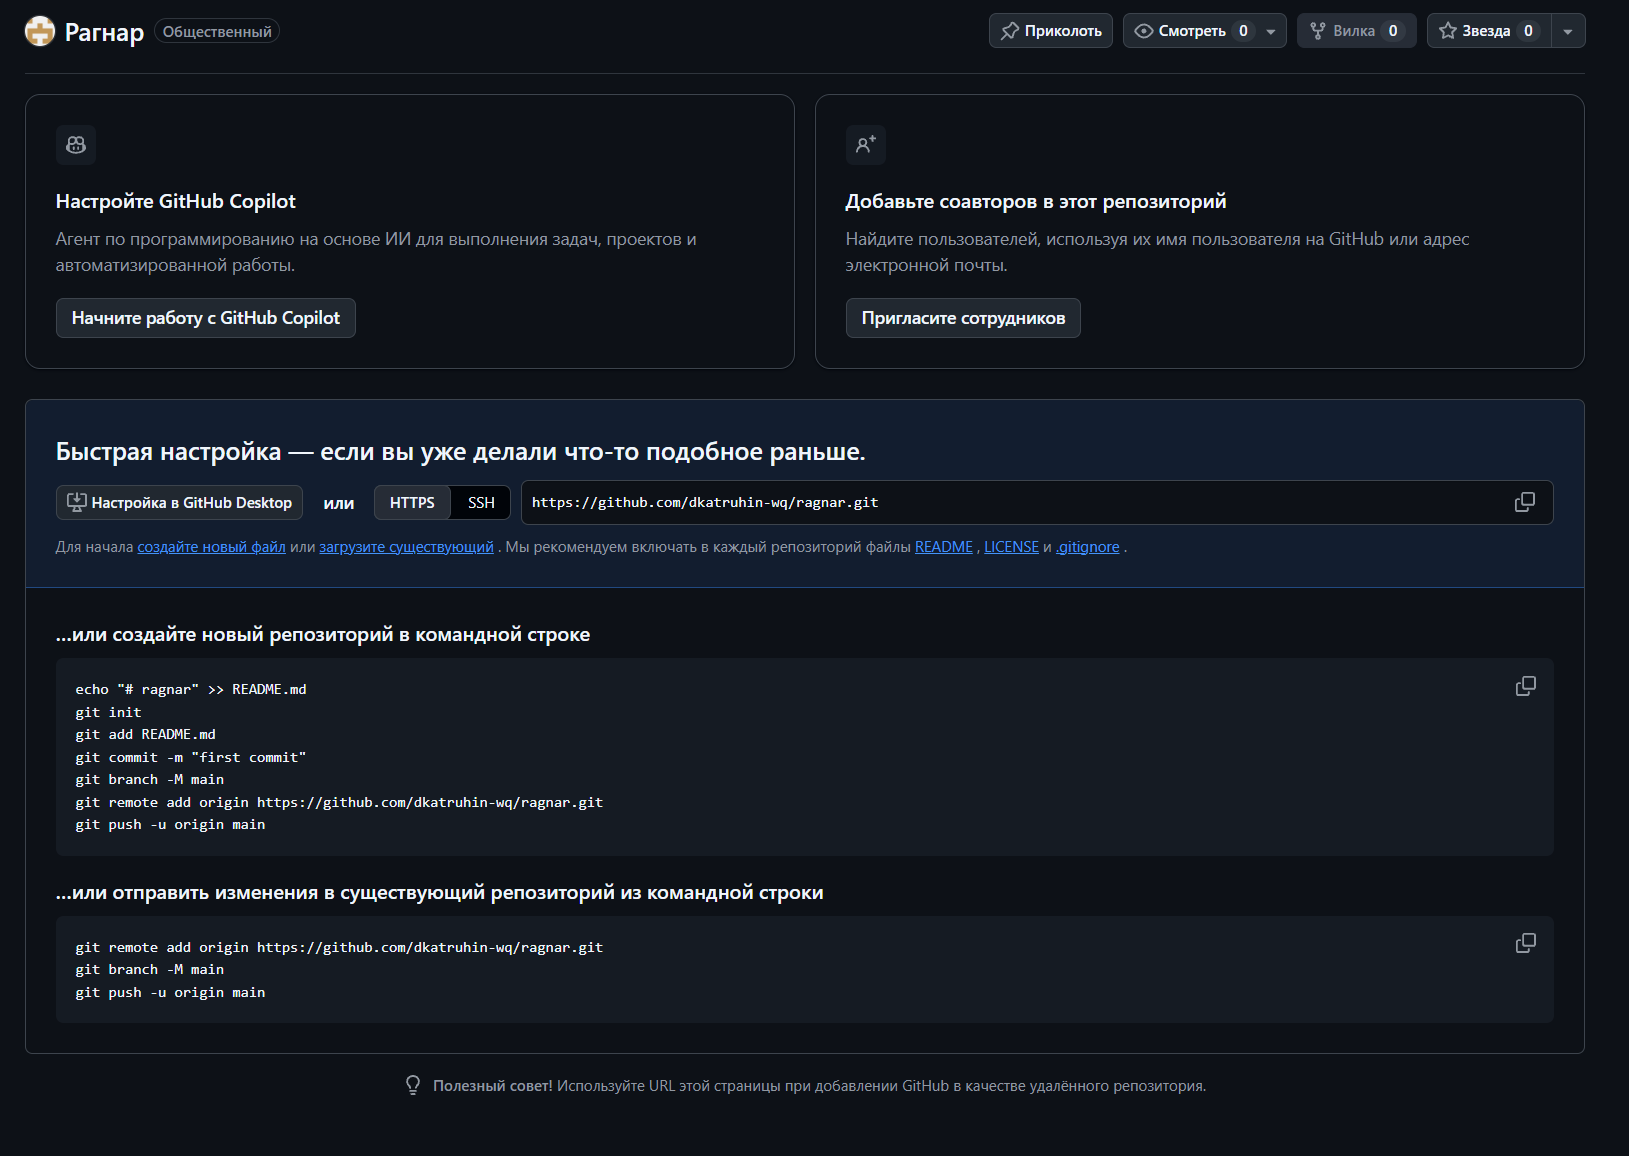 Рагнар Общественный Приколоть Смотреть 0 Вилка 0 Звезда 0
Настройте GitHub Copilot
Агент по программированию на основе ИИ для выполнения задач, проектов и
автоматизированной работы.
Начните работу с GitHub Copilot
Добавьте соавторов в этот репозиторий
Найдите пользователей, используя их имя пользователя на GitHub или адрес
электронной почты.
Пригласите сотрудников
Быстрая настройка — если вы уже делали что-то подобное раньше.
Настройка в GitHub Desktop или HTTPS SSH https://github.com/dkatruhin-wq/ragnar.git
Для начала создайте новый файл или загрузите существующий . Мы рекомендуем включать в каждый репозиторий файлы README , LICENSE и .gitignore .
...или создайте новый репозиторий в командной строке
echo "# ragnar" >> README.md
git init
git add README.md
git commit -m "first commit"
git branch -M main
git remote add origin https://github.com/dkatruhin-wq/ragnar.git
git push -u origin main
...или отправить изменения в существующий репозиторий из командной строки
git remote add origin https://github.com/dkatruhin-wq/ragnar.git
git branch -M main
git push -u origin main
Полезный совет! Используйте URL этой страницы при добавлении GitHub в качестве удалённого репозитория.